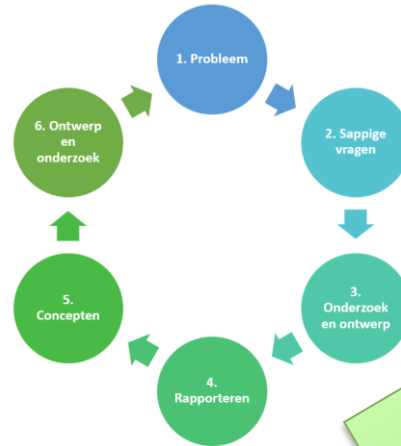 1. Probleem
2. Sappige
vragen
3.
Onderzoek
en ontwerp
4.
Rapporteren
5.
Concepten
6. Ontwerp
en
onderzoek